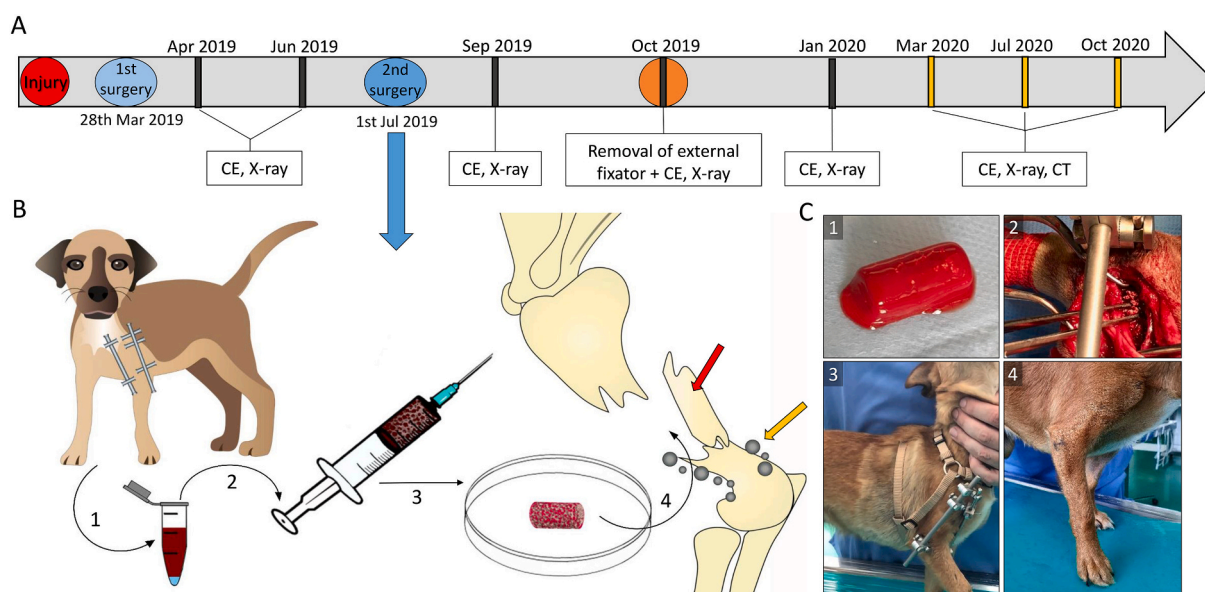 A
Apr 2019
Jun 2019
Sep 2019
Oct 2019
Jan 2020
Mar 2020
Jul 2020
Oct 2020
Injury
1st
surgery
2nd
surgery
28th Mar 2019
1st Jul 2019
CE, X-ray
CE, X-ray
Removal of external
fixator + CE, X-ray
CE, X-ray
CE, X-ray, CT
B
1
2
3
4
C
1
2
3
4